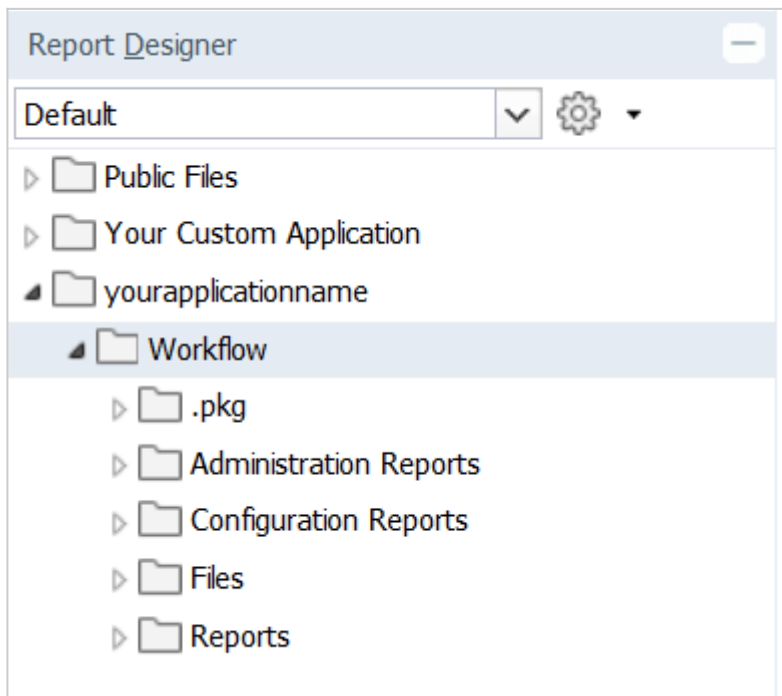 Report Designer
Default
Public Files
Your Custom Application
yourapplicationname
Workflow
.pkg
Administration Reports
Configuration Reports
Files
Reports